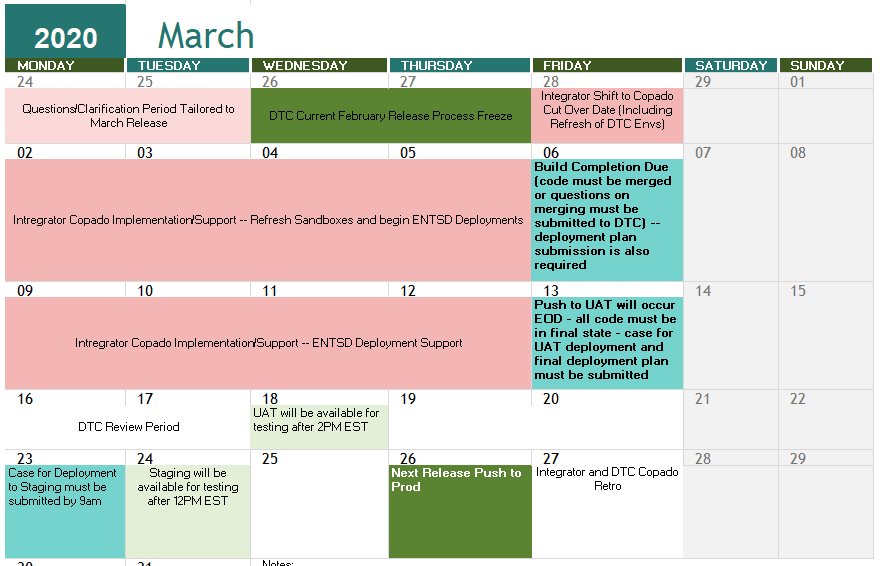 2020 March
MONDAY TUESDAY WEDNESDAY THURSDAY FRIDAY SATURDAY SUNDAY
24 25 26 27 28 29 01
Questions/Clarification Period Tailored to
March Release
DTC Current February Release Process Freeze
Integrator Shift to Copado
Cut Over Date (Including
Refresh of DTC Envs)
02 03 04 05 06 07 08
Intregrator Copado Implementation/Support -- Refresh Sandboxes and begin ENTSD Deployments
Build Completion Due
(code must be merged
or questions on
merging must be
submitted to DTC) --
deployment plan
submission is also
required
09 10 11 12 13 14 15
Intregrator Copado Implementation/Support -- ENTSD Deployment Support
Push to UAT will occur
EOD - all code must be
in final state - case for
UAT deployment and
final deployment plan
must be submitted
16 17 18 19 20 21 22
DTC Review Period
UAT will be available for
testing after 2PM EST
23 24 25 26 27 28 29
Case for Deployment
to Staging must be
submitted by 9am
Staging will be
available for testing
after 12PM EST
Next Release Push to
Prod
Integrator and DTC Copado
Retro
Notes: